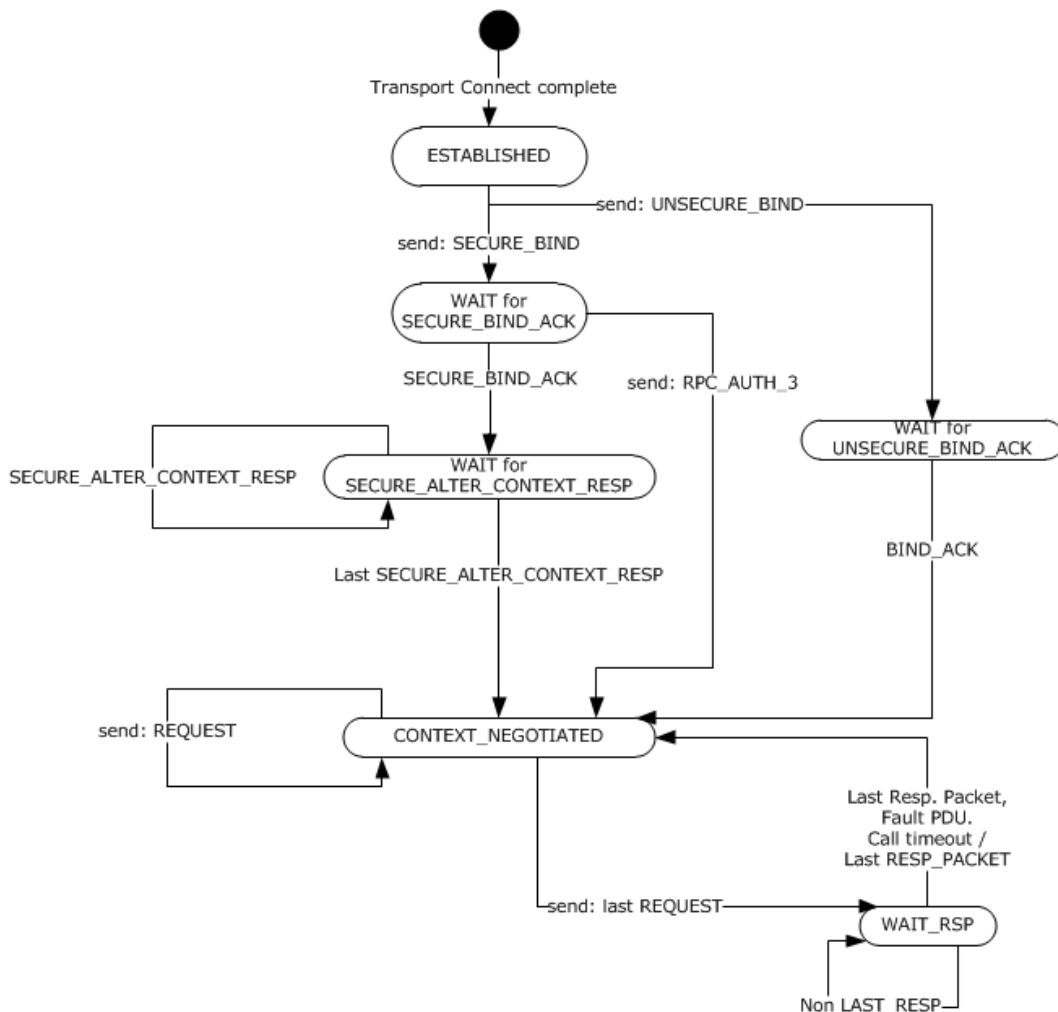 Transport Connect complete
ESTABLISHED
send: UNSECURE_BIND
send: SECURE_BIND
WAIT for
SECURE_BIND_ACK
SECURE_BIND_ACK
send: RPC_AUTH_3
WAIT for
UNSECURE_BIND_ACK
WAIT for
SECURE_ALTER_CONTEXT_RESP
SECURE_ALTER_CONTEXT_RESP
BIND_ACK
Last SECURE_ALTER_CONTEXT_RESP
send: REQUEST
CONTEXT_NEGOTIATED
Last Resp. Packet,
Fault PDU.
Call timeout /
Last RESP_PACKET
send: last REQUEST
WAIT_RSP
Non LAST_RESP